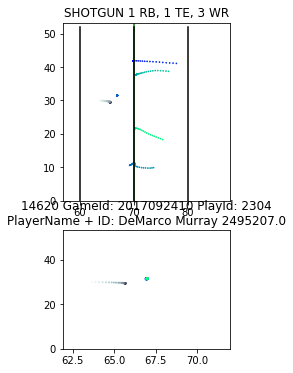 SHOTGUN 1 RB, 1 TE, 3 WR
50
40
30
20
10
0
60 70 80
14620 GameId: 2017092410 PlayId: 2304
PlayerName + ID: DeMarco Murray 2495207.0
40
20
0
62.5 65.0 67.5 70.0